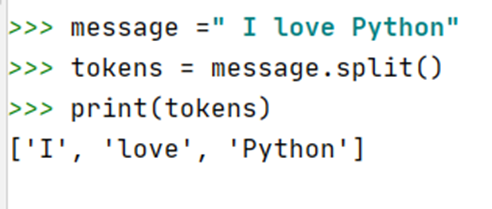 >>> message =" I love Python"
>>> tokens = message.split()
>>> print(tokens)
['I', 'love', 'Python']